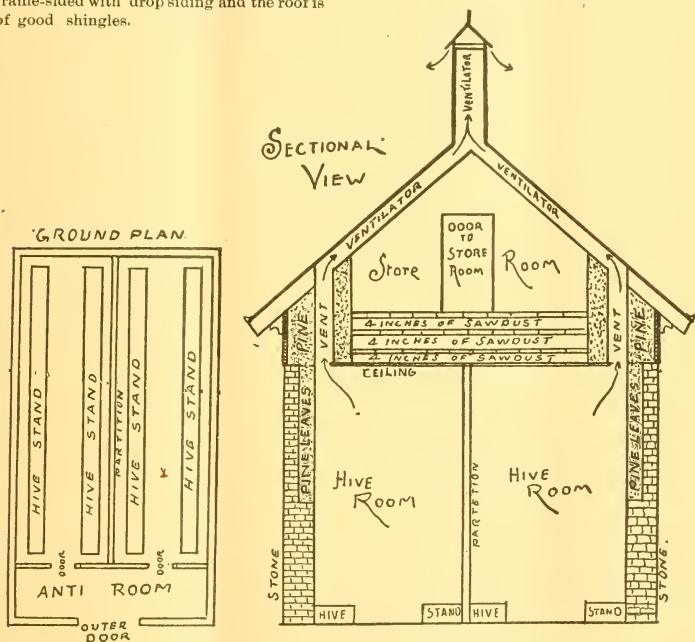 frame-sided with drop siding and the roof is
of good shingles.
SECTIONAL
VIEW
VENTILATOR
VENTILATOR
VENTILATOR
DOOR
TO
STORE
ROOM
Store
Room
4 INCHES OF SAWDUST
4 INCHES OF SAWDUST
4 INCHES OF SAWDUST
CEILING
VENT
VENT
PINE LEAVES PINE
PINE LEAVES PINE
HIVE
ROOM
HIVE
ROOM
PARTETION
STONE
STONE.
HIVE
STAND
HIVE
STAND
GROUND PLAN.
HIVE STAND
HIVE STAND
PARTITION
HIVE STAND
HIVE STAND
DOOR
DOOR
ANTI ROOM
OUTER
DOOR